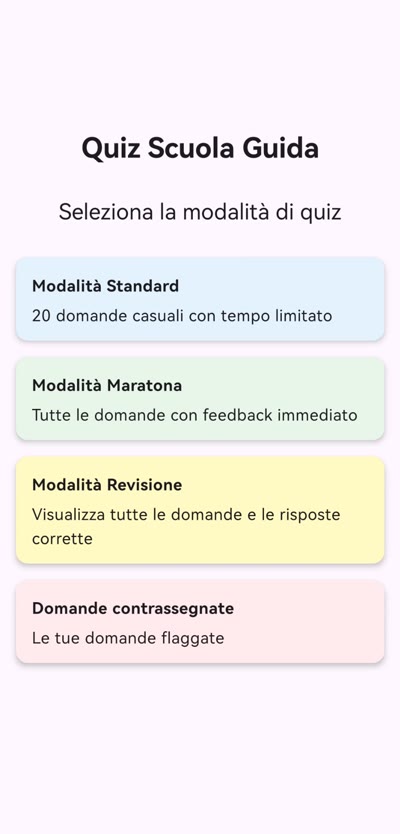 Quiz Scuola Guida
Seleziona la modalità di quiz
Modalità Standard
20 domande casuali con tempo limitato
Modalità Maratona
Tutte le domande con feedback immediato
Modalità Revisione
Visualizza tutte le domande e le risposte
corrette
Domande contrassegnate
Le tue domande flaggate